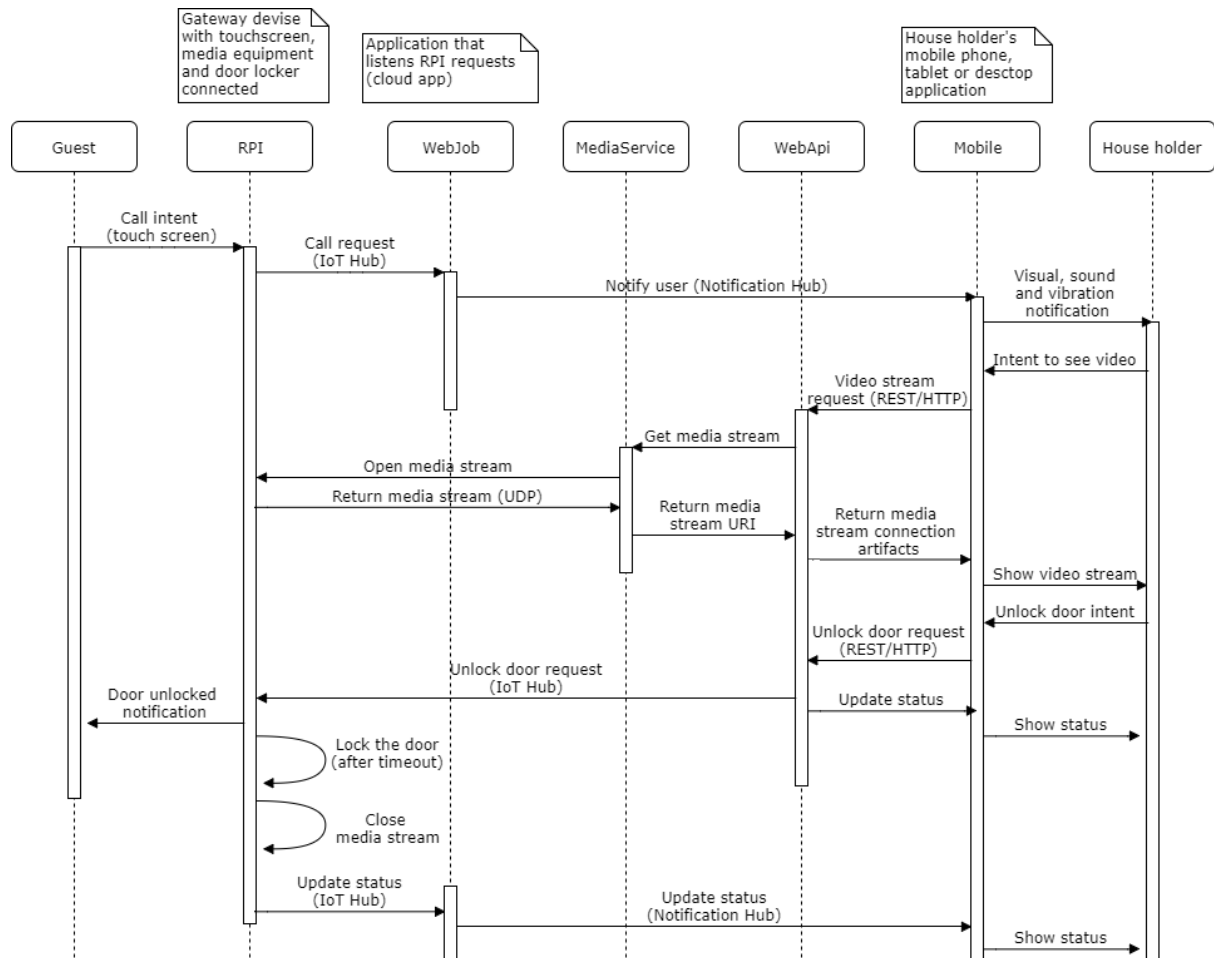 Gateway devise
with touchscreen,
media equipment
and door locker
connected
Application that
listens RPI requests
(cloud app)
House holder's
mobile phone,
tablet or desctop
application
Guest
RPI
WebJob
MediaService
WebApi
Mobile
House holder
Call intent
(touch screen)
Call request
(IoT Hub)
Notify user (Notification Hub)
Visual, sound
and vibration
notification
Intent to see video
Video stream
request (REST/HTTP)
Get media stream
Open media stream
Return media stream (UDP)
Return media
stream URI
Return media
stream connection
artifacts
Show video stream
Unlock door intent
Unlock door request
(REST/HTTP)
Unlock door request
(IoT Hub)
Door unlocked
notification
Update status
Show status
Lock the door
(after timeout)
Close
media stream
Update status
(IoT Hub)
Update status
(Notification Hub)
Show status